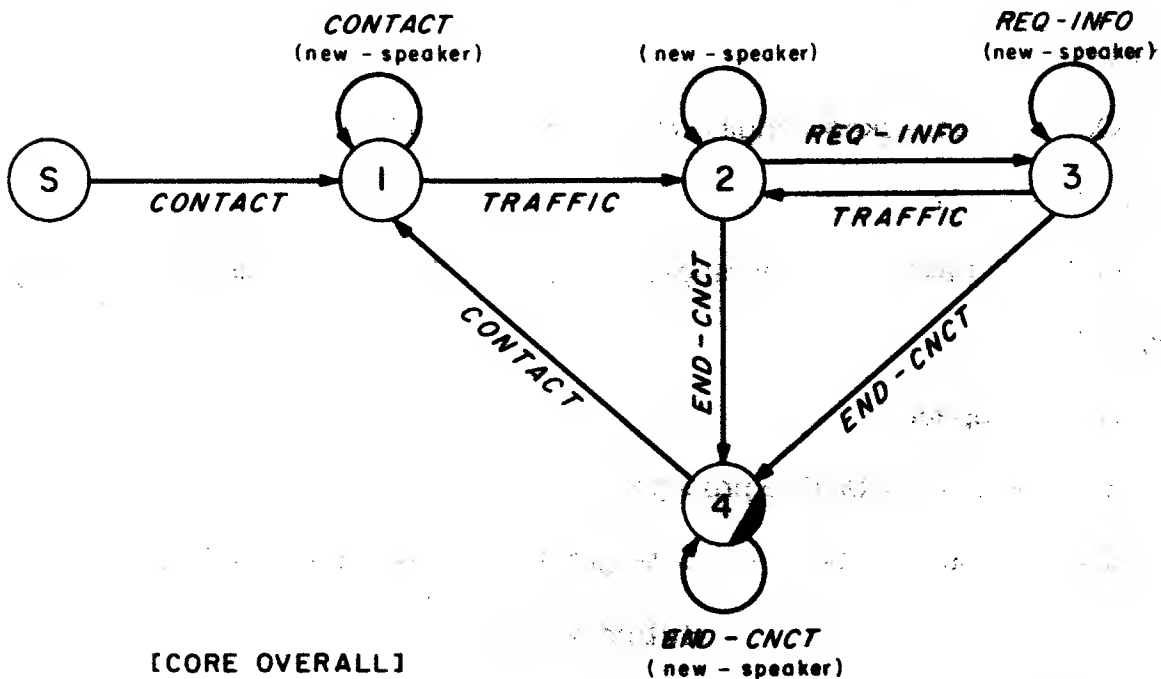 CONTACT
(new - speaker)
(new - speaker)
REQ - INFO
(new - speaker)
S
1
2
3
4
CONTACT
TRAFFIC
REQ - INFO
TRAFFIC
CONTACT
END - CNCT
END - CNCT
END - CNCT
(new - speaker)
[CORE OVERALL]